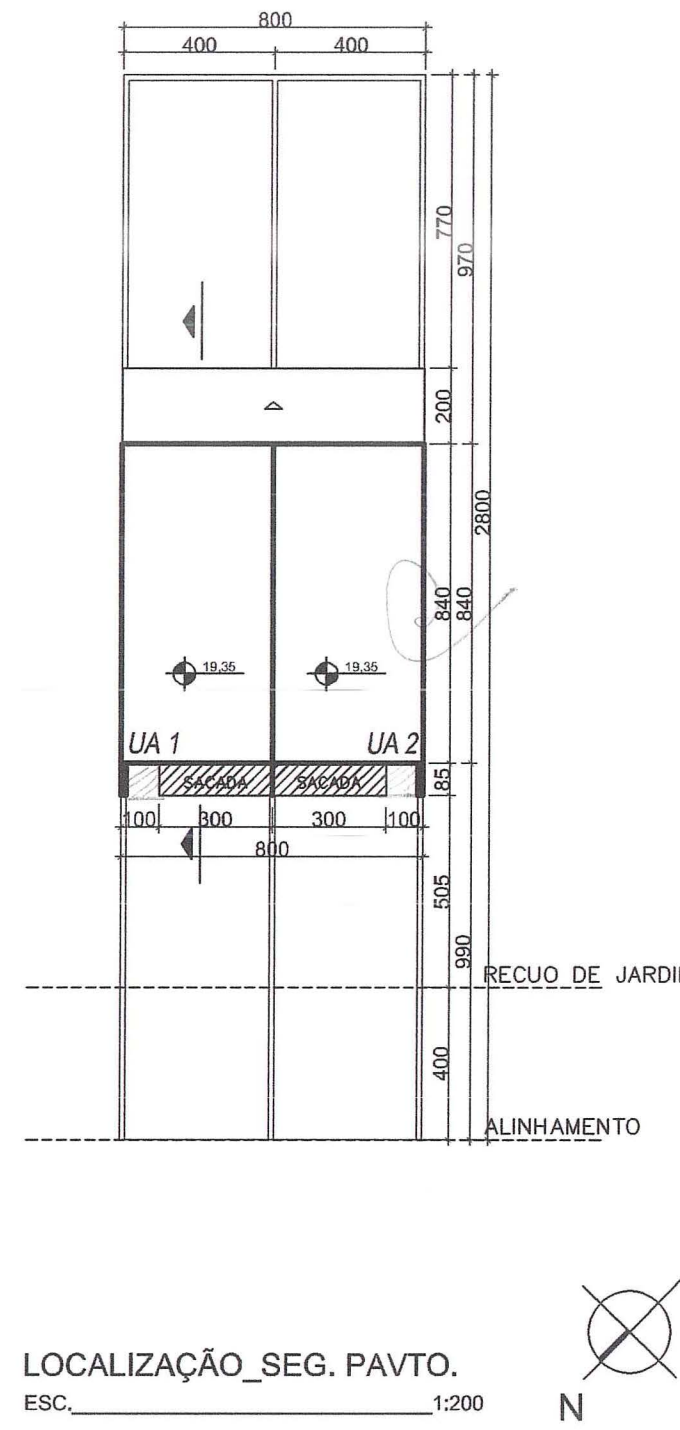 800
400 400
770
970
200
2800
840 840
19,35 19,35
UA 1 UA 2
SACADA SACADA
85
100 300 300 100
800
505
990
RECUO DE JARDI
400
ALINHAMENTO
LOCALIZAÇÃO_SEG. PAVTO.
ESC. 1:200
N